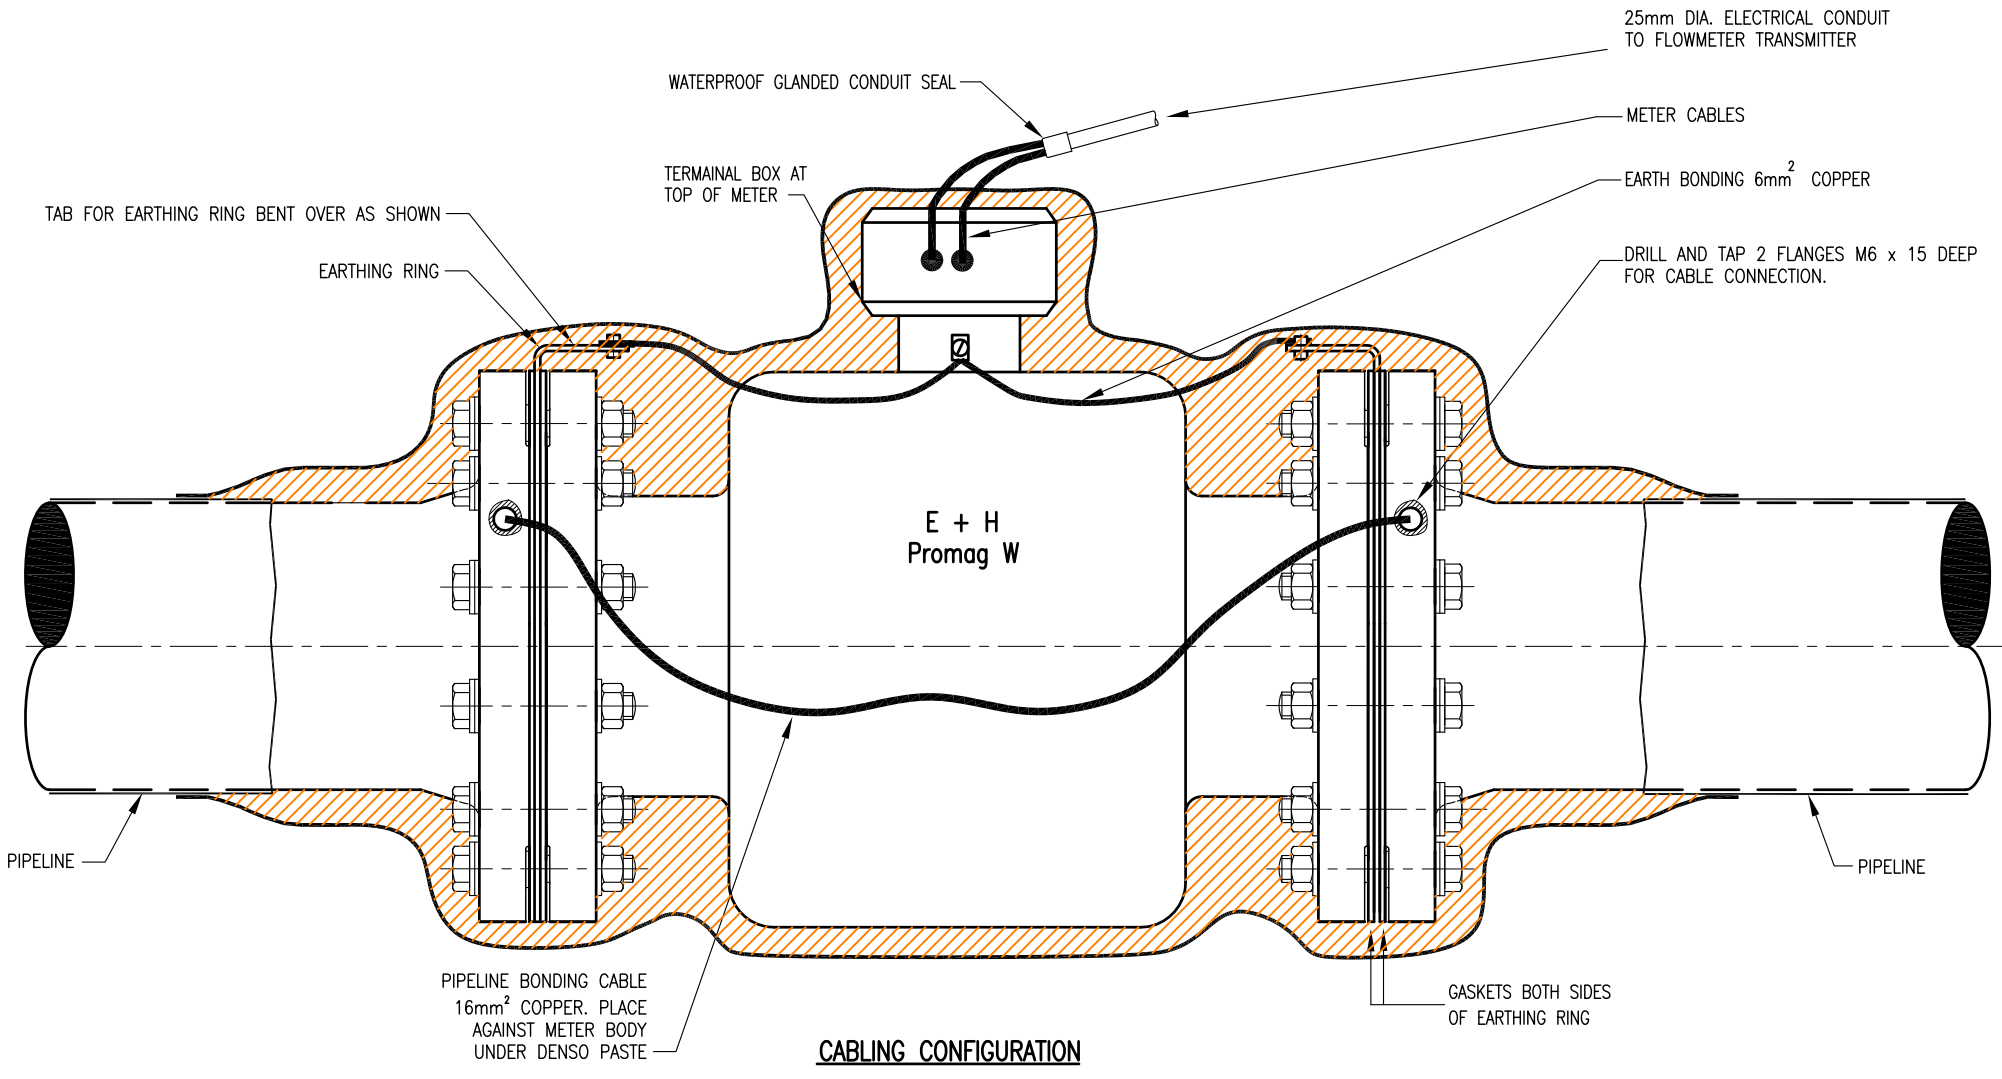 25mm DIA. ELECTRICAL CONDUIT
TO FLOWMETER TRANSMITTER
WATERPROOF GLANDED CONDUIT SEAL
METER CABLES
TERMAINAL BOX AT
TOP OF METER
EARTH BONDING 6mm² COPPER
TAB FOR EARTHING RING BENT OVER AS SHOWN
EARTHING RING
DRILL AND TAP 2 FLANGES M6 x 15 DEEP
FOR CABLE CONNECTION.
E + H
Promag W
PIPELINE
PIPELINE
PIPELINE BONDING CABLE
16mm² COPPER. PLACE
AGAINST METER BODY
UNDER DENSO PASTE
GASKETS BOTH SIDES
OF EARTHING RING
CABLING CONFIGURATION